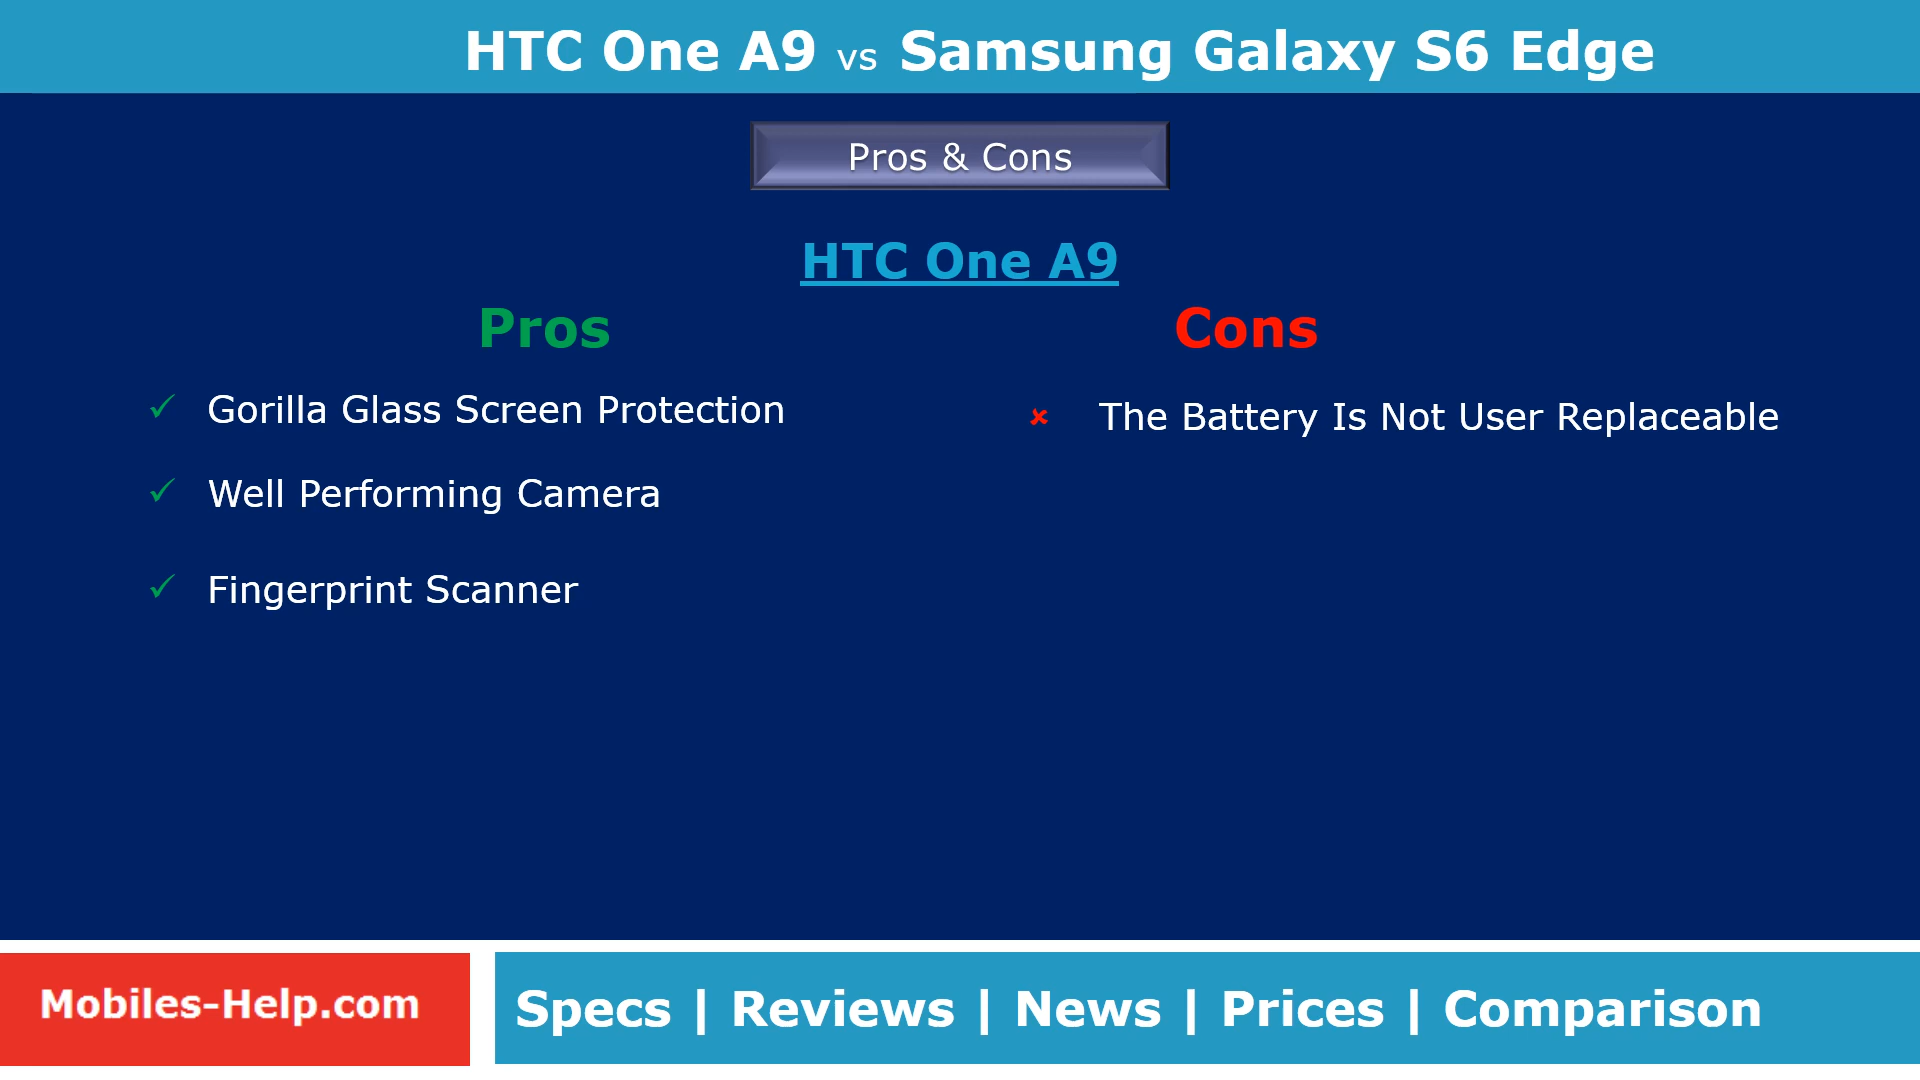 HTC One A9 vs Samsung Galaxy S6 Edge
Pros & Cons
HTC One A9
Pros
Cons
Gorilla Glass Screen Protection
Well Performing Camera
Fingerprint Scanner
The Battery Is Not User Replaceable
Mobiles-Help.com
Specs | Reviews | News | Prices | Comparison